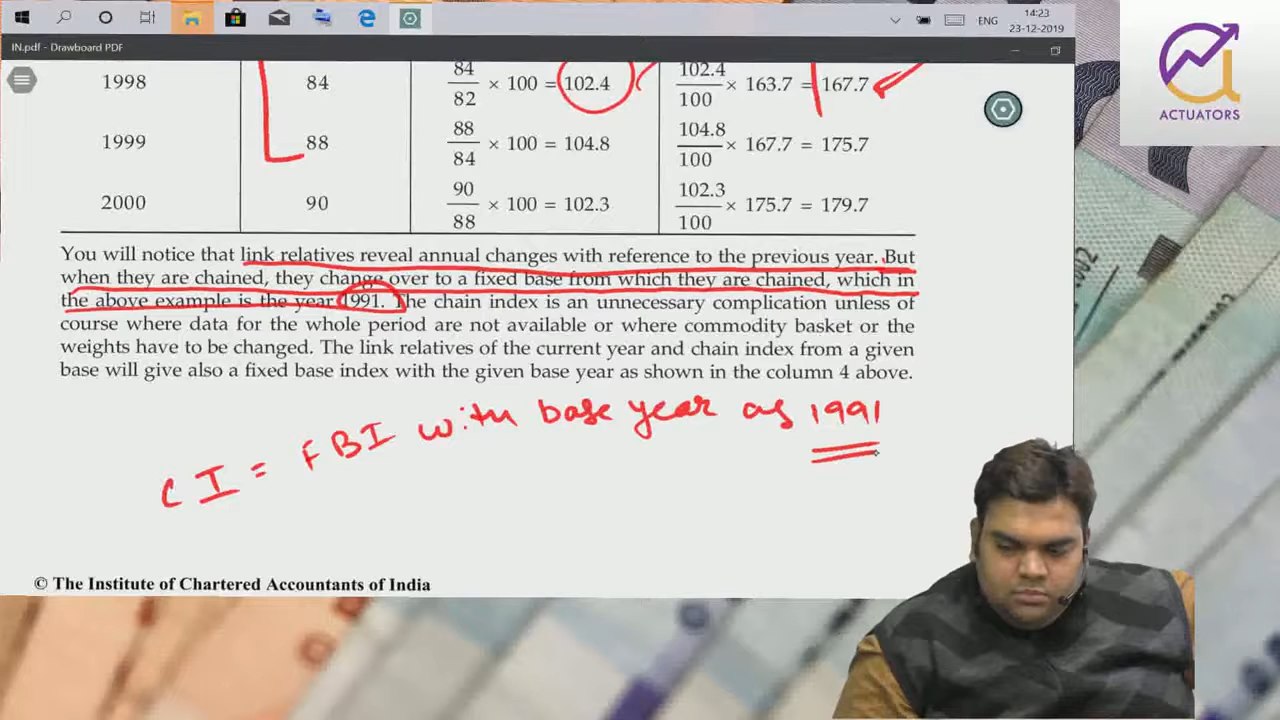 ENG
14:23
23-12-2019
IN.pdf - Drawboard PDF
ACTUATORS
1998 84 84/82 × 100 = 102.4 102.4/100 × 163.7 = 167.7
1999 88 88/84 × 100 = 104.8 104.8/100 × 167.7 = 175.7
2000 90 90/88 × 100 = 102.3 102.3/100 × 175.7 = 179.7
You will notice that link relatives reveal annual changes with reference to the previous year. But
when they are chained, they change over to a fixed base from which they are chained, which in
the above example is the year 1991. The chain index is an unnecessary complication unless of
course where data for the whole period are not available or where commodity basket or the
weights have to be changed. The link relatives of the current year and chain index from a given
base will give also a fixed base index with the given base year as shown in the column 4 above.
CI = FBI with base year as 1991
© The Institute of Chartered Accountants of India